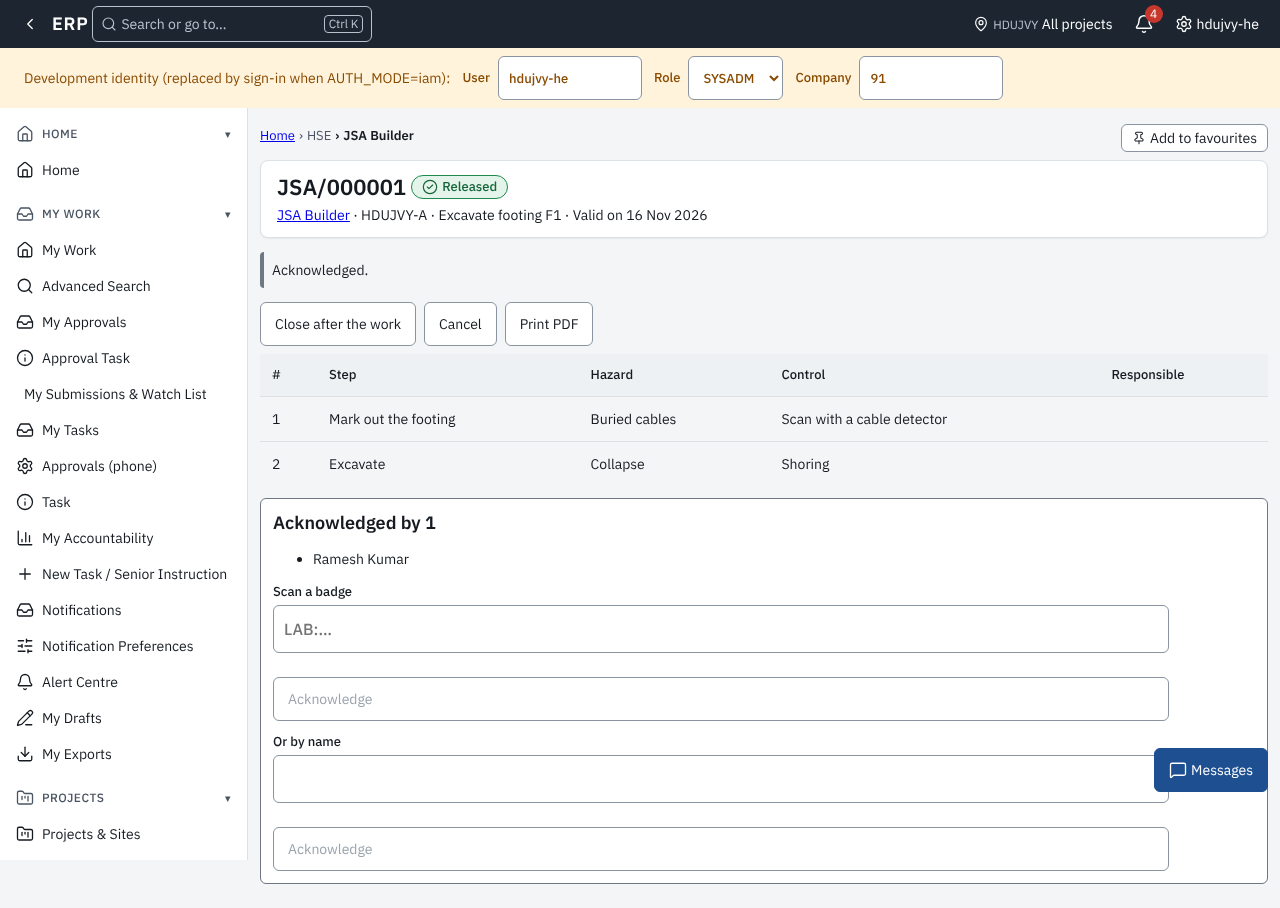 ERP
Search or go to...
Ctrl K
HDUJVY All projects
4
hdujvy-he
Development identity (replaced by sign-in when AUTH_MODE=iam):
User
hdujvy-he
Role
SYSADM
Company
91
HOME
Home
MY WORK
My Work
Advanced Search
My Approvals
Approval Task
My Submissions & Watch List
My Tasks
Approvals (phone)
Task
My Accountability
New Task / Senior Instruction
Notifications
Notification Preferences
Alert Centre
My Drafts
My Exports
PROJECTS
Projects & Sites
Home › HSE › JSA Builder
Add to favourites
JSA/000001 Released
JSA Builder · HDUJVY-A · Excavate footing F1 · Valid on 16 Nov 2026
Acknowledged.
Close after the work
Cancel
Print PDF
# Step Hazard Control Responsible
1 Mark out the footing Buried cables Scan with a cable detector
2 Excavate Collapse Shoring
Acknowledged by 1
• Ramesh Kumar
Scan a badge
LAB:...
Acknowledge
Or by name
Messages
Acknowledge